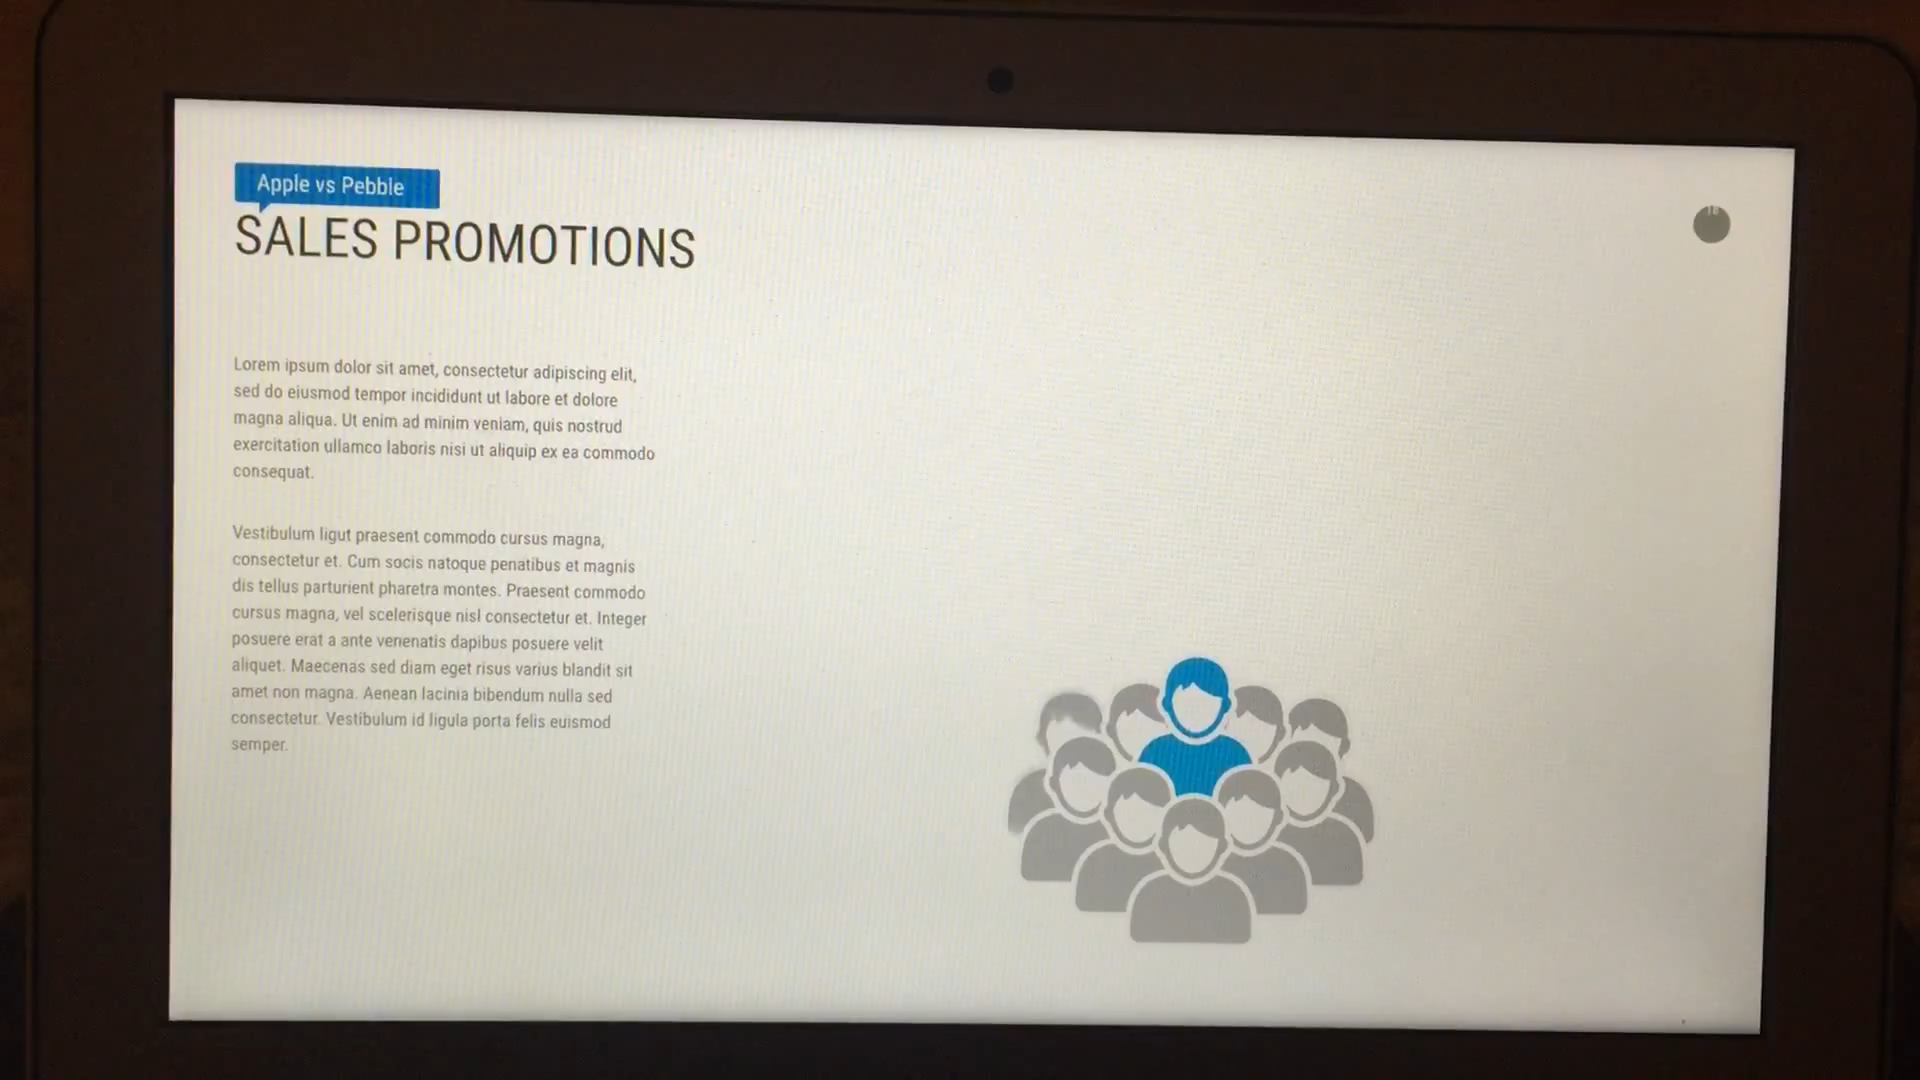 Apple vs Pebble
SALES PROMOTIONS
Lorem ipsum dolor sit amet, consectetur adipiscing elit,
sed do eiusmod tempor incididunt ut labore et dolore
magna aliqua. Ut enim ad minim veniam, quis nostrud
exercitation ullamco laboris nisi ut aliquip ex ea commodo
consequat.
Vestibulum ligut praesent commodo cursus magna,
consectetur et. Cum socis natoque penatibus et magnis
dis tellus parturient pharetra montes. Praesent commodo
cursus magna, vel scelerisque nisl consectetur et. Integer
posuere erat a ante venenatis dapibus posuere velit
aliquet. Maecenas sed diam eget risus varius blandit sit
amet non magna. Aenean lacinia bibendum nulla sed
consectetur. Vestibulum id ligula porta felis euismod
semper.